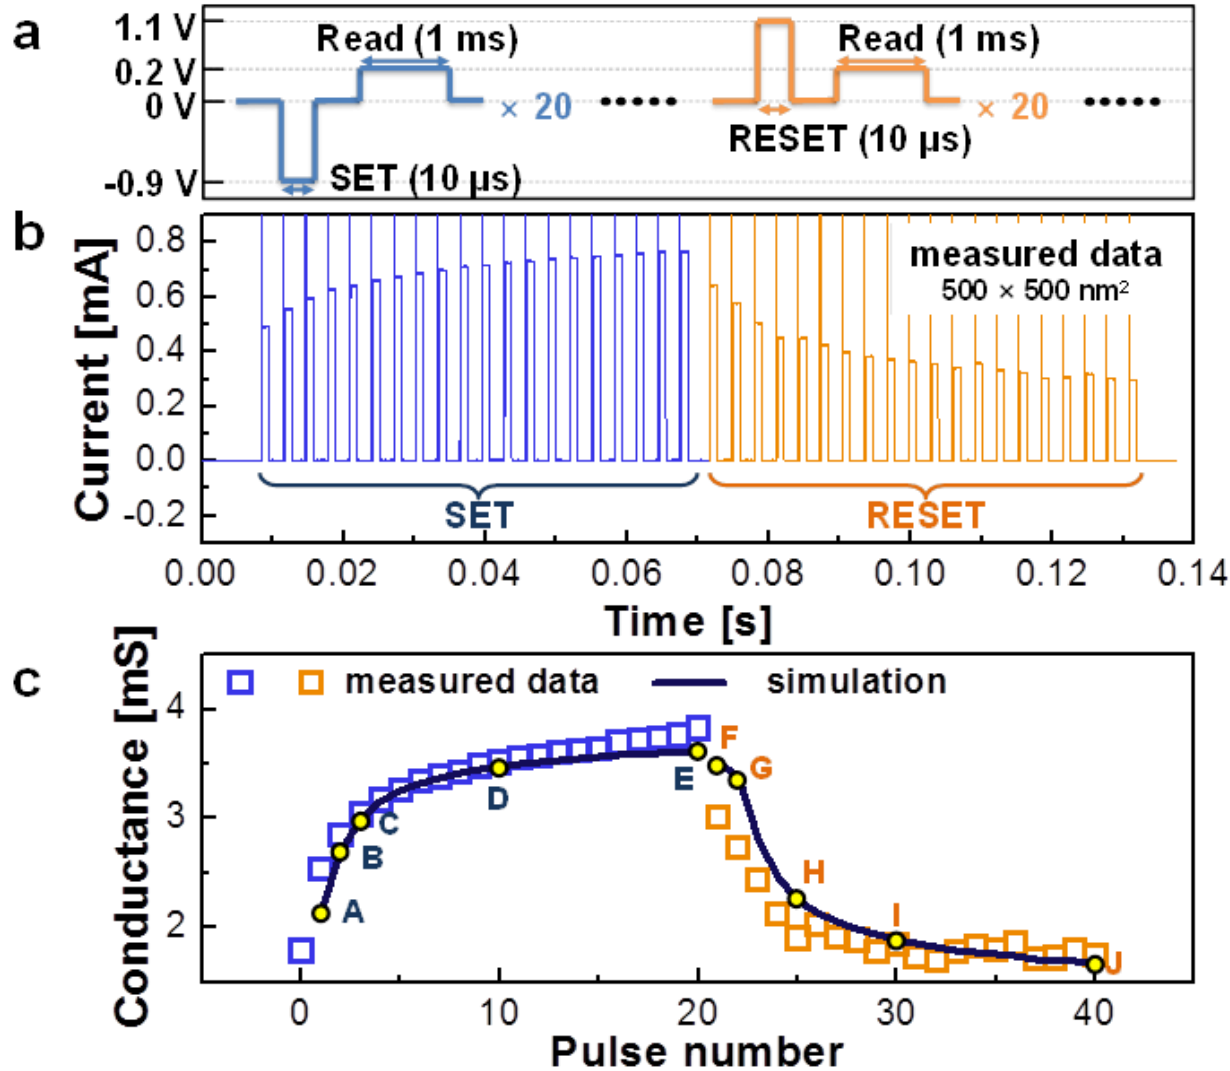 a
1.1 V
0.2 V
0 V
-0.9 V
Read (1 ms)
× 20
SET (10 µs)
Read (1 ms)
× 20
RESET (10 µs)
b
Current [mA]
0.8
0.6
0.4
0.2
0.0
-0.2
measured data
500 × 500 nm²
SET
RESET
0.00 0.02 0.04 0.06 0.08 0.10 0.12 0.14
Time [s]
c
Conductance [mS]
4
3
2
measured data
simulation
A
B
C
D
E
F
G
H
I
J
0 10 20 30 40
Pulse number